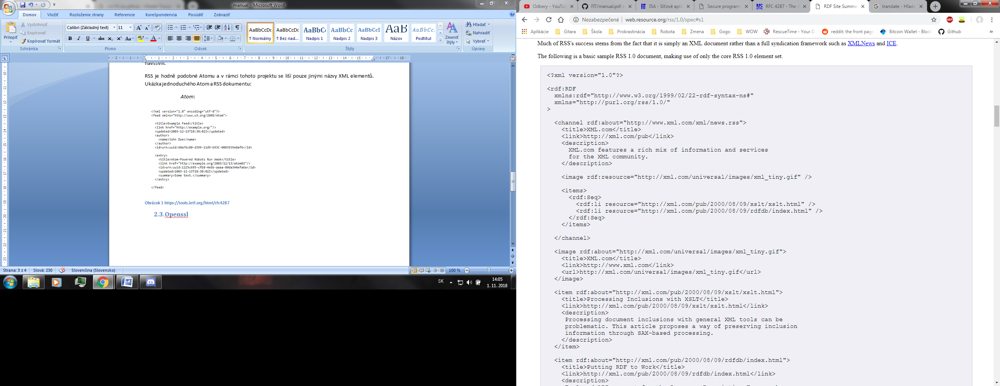 manual - Microsoft Word
Domov Vložiť Rozloženie strany Referencie Korešpondencia Posúdiť Zobraziť
Prilepiť
Vystrihnúť
Kopírovať
Kopírovať formát
Schránka
Calibri (Základný text) 11
Písmo
Odsek
AaBbCcDc AaBbCcDc AaBbC AaBbCc AaBbCcI AaB AaBbCc.
¶ Normálny ¶ Bez riad... Nadpis 1 Nadpis 2 Nadpis 3 Názov Podtitul
Zmeniť štýly
Štýly
Hľadať
Nahradiť
Vybrať
Úpravy
navštívili.
RSS je hodně podobné Atomu a v rámci tohoto projektu se liší pouze jinými názvy XML elementů.
Ukázka jednoduchého Atom a RSS dokumentu:
Atom:
<?xml version="1.0" encoding="utf-8"?>
<feed xmlns="http://www.w3.org/2005/Atom">
<title>Example Feed</title>
<link href="http://example.org/"/>
<updated>2003-12-13T18:30:02Z</updated>
<author>
<name>John Doe</name>
</author>
<id>urn:uuid:60a76c80-d399-11d9-b93C-0003939e0af6</id>
<entry>
<title>Atom-Powered Robots Run Amok</title>
<link href="http://example.org/2003/12/13/atom03"/>
<id>urn:uuid:1225c695-cfb8-4ebb-aaaa-80da344efa6a</id>
<updated>2003-12-13T18:30:02Z</updated>
<summary>Some text.</summary>
</entry>
</feed>
Obrázok 1 https://tools.ietf.org/html/rfc4287
2.3.Openssl
Strana: 3 z 4 Slová: 230 Slovenčina (Slovensko) 100 %
SK 14:05
1. 11. 2018
Odbery - YouTub FIT/manual.pdf ISA - Síťové aplik Secure program RFC 4287 - The A RDF Site Summa translate - Hľada
Nezabezpečené | web.resource.org/rss/1.0/spec#s1
Aplikácie Gitara Škola Prokrastinácia Robota Zmena Gogo WOW RescueTime - Your D reddit: the front page Bitcoin Wallet - Block Github »
Much of RSS's success stems from the fact that it is simply an XML document rather than a full syndication framework such as XMLNews and ICE.
The following is a basic sample RSS 1.0 document, making use of only the core RSS 1.0 element set.
<?xml version="1.0"?>
<rdf:RDF
xmlns:rdf="http://www.w3.org/1999/02/22-rdf-syntax-ns#"
xmlns="http://purl.org/rss/1.0/"
>
<channel rdf:about="http://www.xml.com/xml/news.rss">
<title>XML.com</title>
<link>http://xml.com/pub</link>
<description>
XML.com features a rich mix of information and services
for the XML community.
</description>
<image rdf:resource="http://xml.com/universal/images/xml_tiny.gif" />
<items>
<rdf:Seq>
<rdf:li resource="http://xml.com/pub/2000/08/09/xslt/xslt.html" />
<rdf:li resource="http://xml.com/pub/2000/08/09/rdfdb/index.html" />
</rdf:Seq>
</items>
</channel>
<image rdf:about="http://xml.com/universal/images/xml_tiny.gif">
<title>XML.com</title>
<link>http://www.xml.com</link>
<url>http://xml.com/universal/images/xml_tiny.gif</url>
</image>
<item rdf:about="http://xml.com/pub/2000/08/09/xslt/xslt.html">
<title>Processing Inclusions with XSLT</title>
<link>http://xml.com/pub/2000/08/09/xslt/xslt.html</link>
<description>
Processing document inclusions with general XML tools can be
problematic. This article proposes a way of preserving inclusion
information through SAX-based processing.
</description>
</item>
<item rdf:about="http://xml.com/pub/2000/08/09/rdfdb/index.html">
<title>Putting RDF to Work</title>
<link>http://xml.com/pub/2000/08/09/rdfdb/index.html</link>
<description>